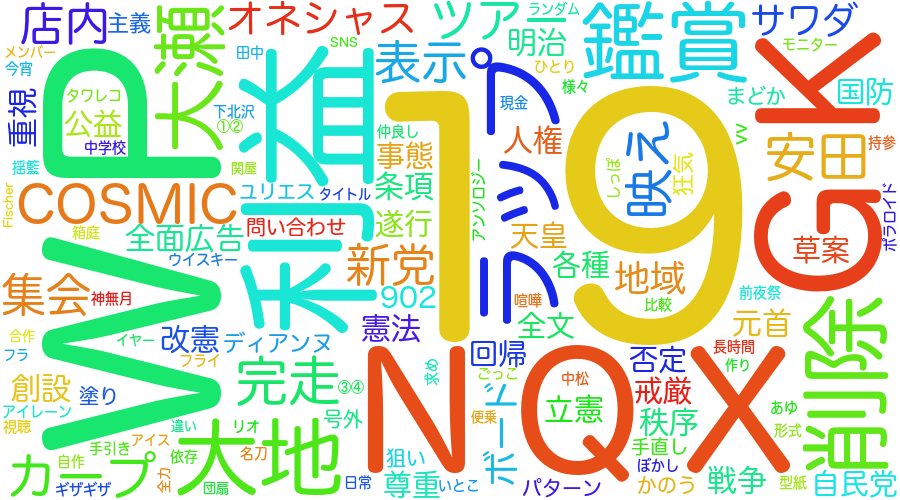 店内
主義
メンバー
今宵
大瀬
オネシャス
田中
SNS
ツアー
ランダム
明治
ひとり
様々
鑑賞
サワダ
モニター
まどか
国防
重視
タワレコ
公益
中学校
揺籃
P
下北沢
①②
関屋
利益
表示
仲良し
事態
条項
ラップ
現金
人権
19
しっぽ
映え
狂気
VV
K
安田
持参
Fischer
COSMIC
ユリエス
タイトル
問い合わせ
遂行
アンソロジー
天皇
各種
地域
G
草案
ポラロイド
箱庭
全面広告
ウイスキー
新党
902
喧嘩
比較
前夜祭
集会
神無月
W
改憲
ディアンヌ
憲法
全文
元首
削除
合作
フラ
イヤー
フライ
完走
③④
N
求め
回帰
ごっこ
Q
中松
立憲
否定
戒厳
X
長時間
作り
創設
塗り
アイレーン
視聴
違い
リオ
号外
ボード
便乗
秩序
手直し
あゆ
形式
手引き
アイス
カープ
自作
ギザギザ
全力
依存
大地
団扇
名刀
日常
狙い
尊重
いとこ
パターン
ぼかし
かのう
戦争
型紙
自民党